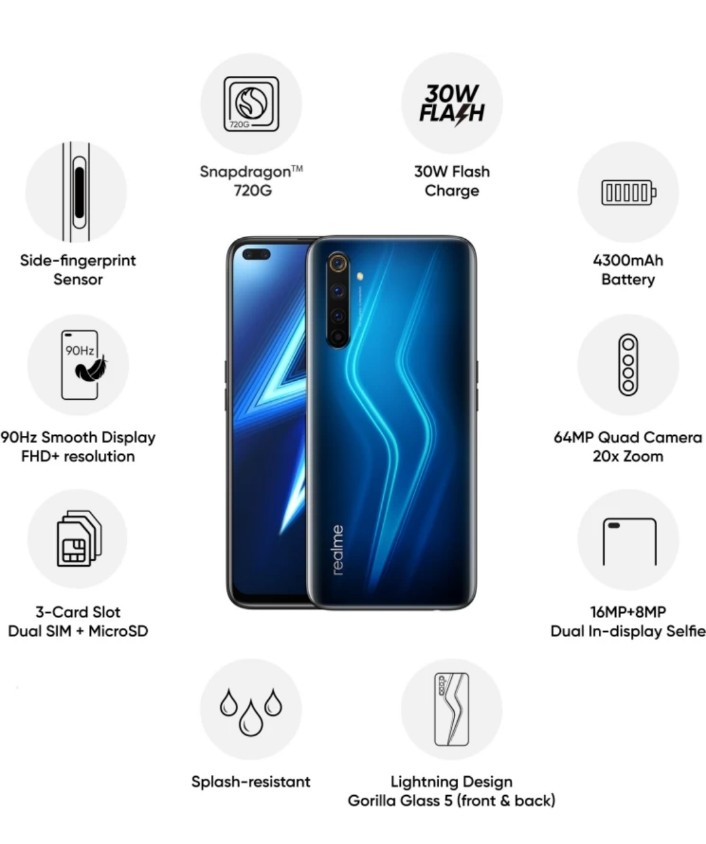 720G
Snapdragon™
720G
30W
FLASH
30W Flash
Charge
Side-fingerprint
Sensor
4300mAh
Battery
90Hz
90Hz Smooth Display
FHD+ resolution
64MP Quad Camera
20x Zoom
realme
3-Card Slot
Dual SIM + MicroSD
16MP+8MP
Dual In-display Selfie
Splash-resistant
Lightning Design
Gorilla Glass 5 (front & back)